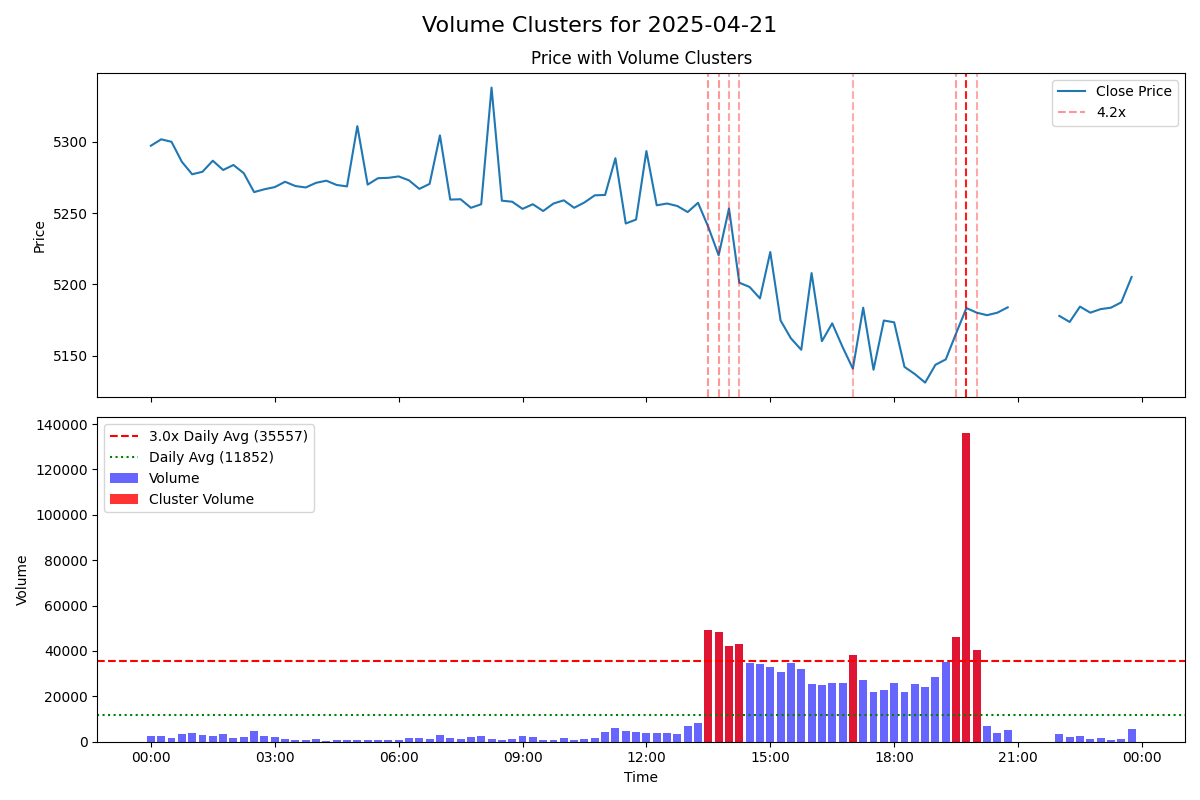 Volume Clusters for 2025-04-21
Price with Volume Clusters
Close Price
4.2x
5300
5250
5200
5150
Price
3.0x Daily Avg (35557)
Daily Avg (11852)
Volume
Cluster Volume
140000
120000
100000
80000
60000
40000
20000
0
Volume
00:00 03:00 06:00 09:00 12:00 15:00 18:00 21:00 00:00
Time